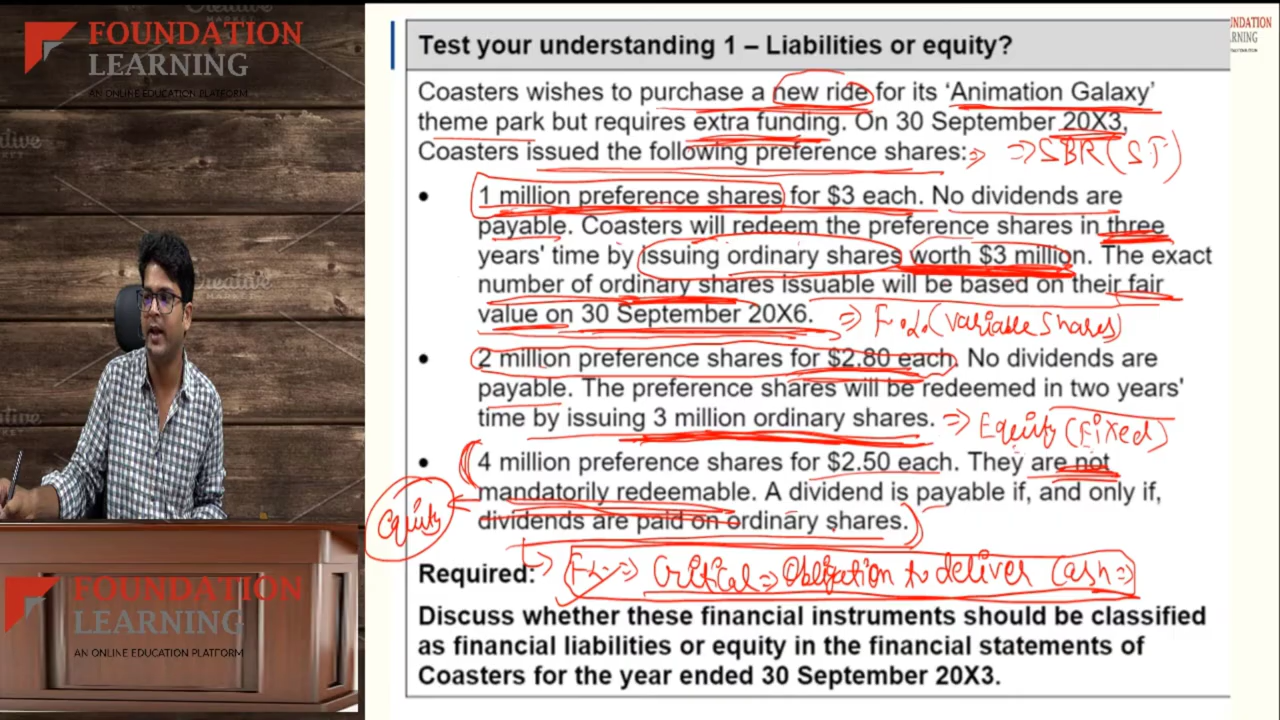 FOUNDATION
LEARNING
AN ONLINE EDUCATION PLATFORM
Creative
MARKET
Creative
MARKET
FOUNDATION
LEARNING
AN ONLINE EDUCATION PLATFORM
Test your understanding 1 – Liabilities or equity?
Coasters wishes to purchase a new ride for its ‘Animation Galaxy’
theme park but requires extra funding. On 30 September 20X3,
Coasters issued the following preference shares: ⇒ ⇒ SBR (ST)
• 1 million preference shares for $3 each. No dividends are
payable. Coasters will redeem the preference shares in three
years' time by issuing ordinary shares worth $3 million. The exact
number of ordinary shares issuable will be based on their fair
value on 30 September 20X6. ⇒ F.L. (Variable Shares)
• 2 million preference shares for $2.80 each. No dividends are
payable. The preference shares will be redeemed in two years'
time by issuing 3 million ordinary shares. ⇒ Equity (Fixed)
• 4 million preference shares for $2.50 each. They are not
mandatorily redeemable. A dividend is payable if, and only if,
dividends are paid on ordinary shares.
Equity
F.L. ⇒ Critical ⇒ Obligation to deliver Cash ⇒
Required:
Discuss whether these financial instruments should be classified
as financial liabilities or equity in the financial statements of
Coasters for the year ended 30 September 20X3.